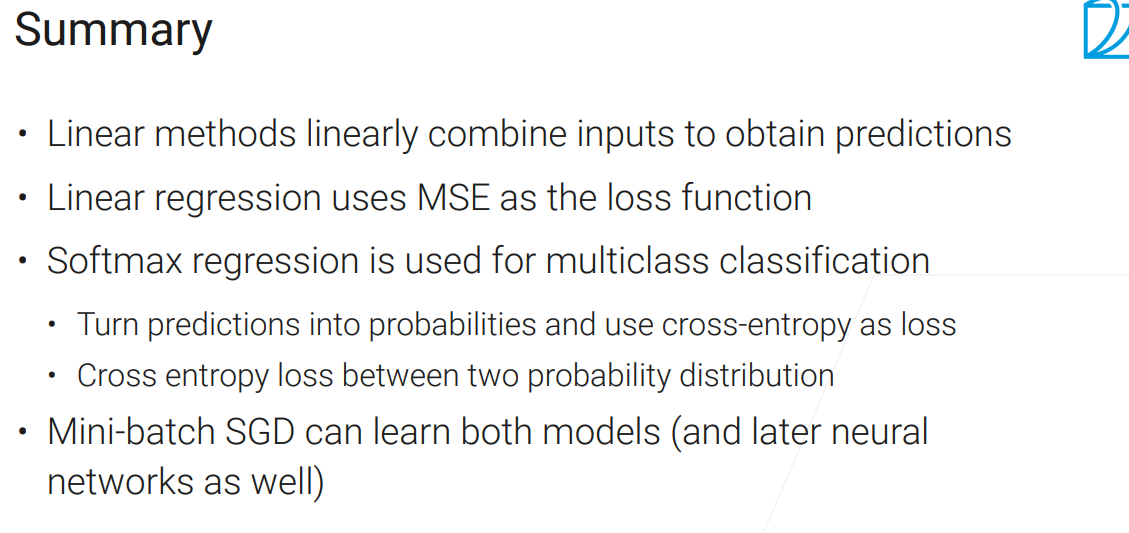 Summary
• Linear methods linearly combine inputs to obtain predictions
• Linear regression uses MSE as the loss function
• Softmax regression is used for multiclass classification
• Turn predictions into probabilities and use cross-entropy as loss
• Cross entropy loss between two probability distribution
• Mini-batch SGD can learn both models (and later neural
networks as well)